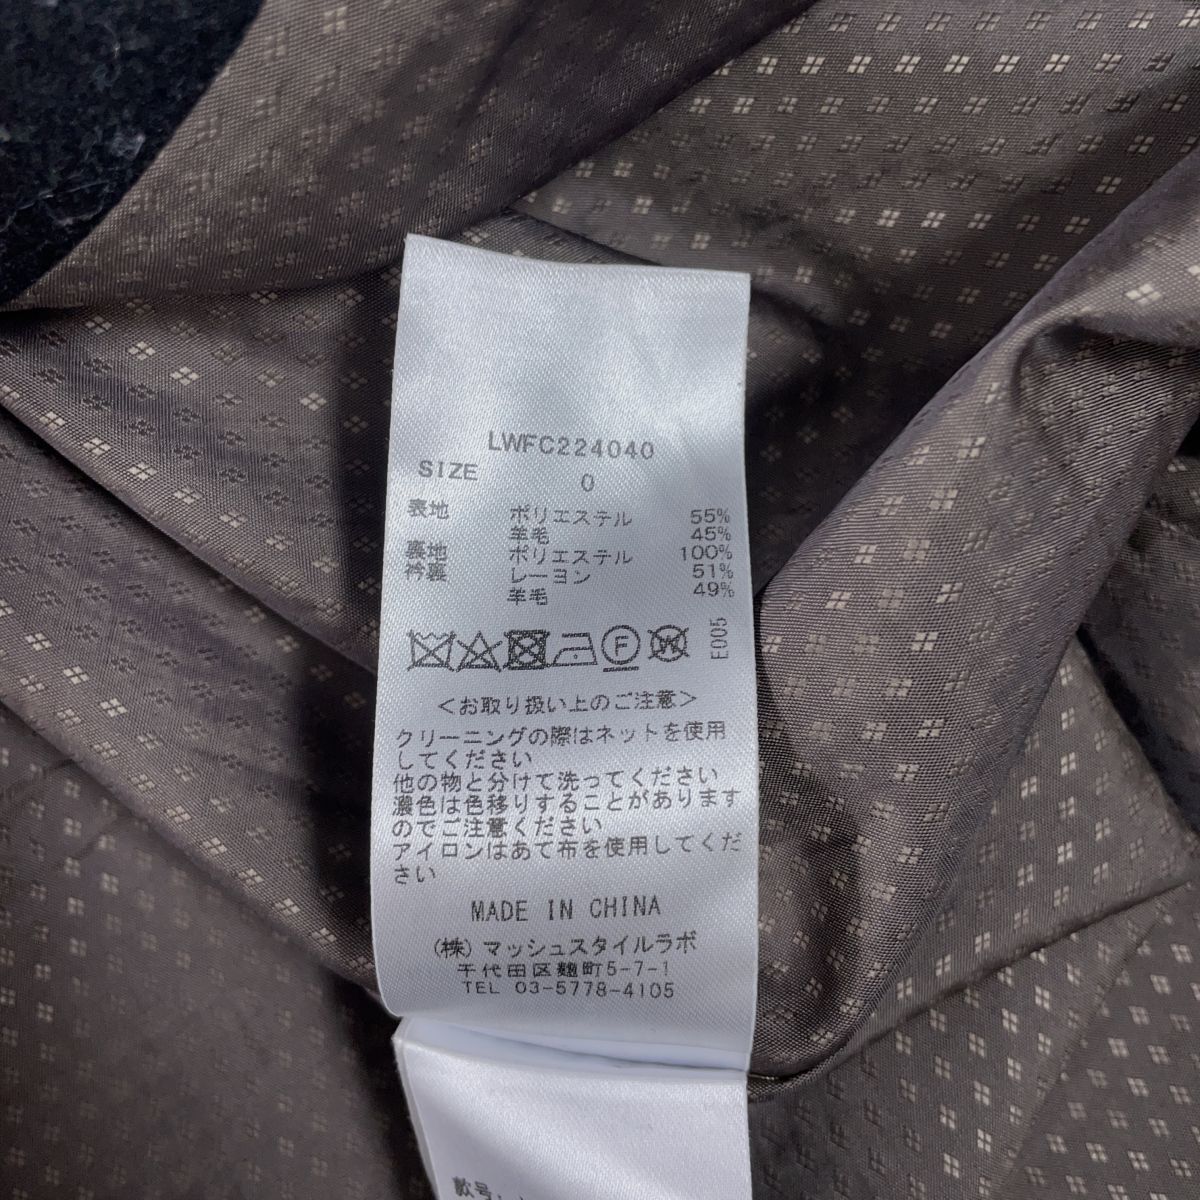 LWFC224040
SIZE 0
表地 ポリエステル 55%
羊毛 45%
裏地 ポリエステル 100%
衿裏 レーヨン 51%
羊毛 49%
F W E005
<お取り扱い上のご注意>
クリーニングの際はネットを使用
してください
他の物と分けて洗ってください
濃色は色移りすることがあります
のでご注意ください
アイロンはあて布を使用してくだ
さい
MADE IN CHINA
(株)マッシュスタイルラボ
千代田区麹町5-7-1
TEL 03-5778-4105
款号: